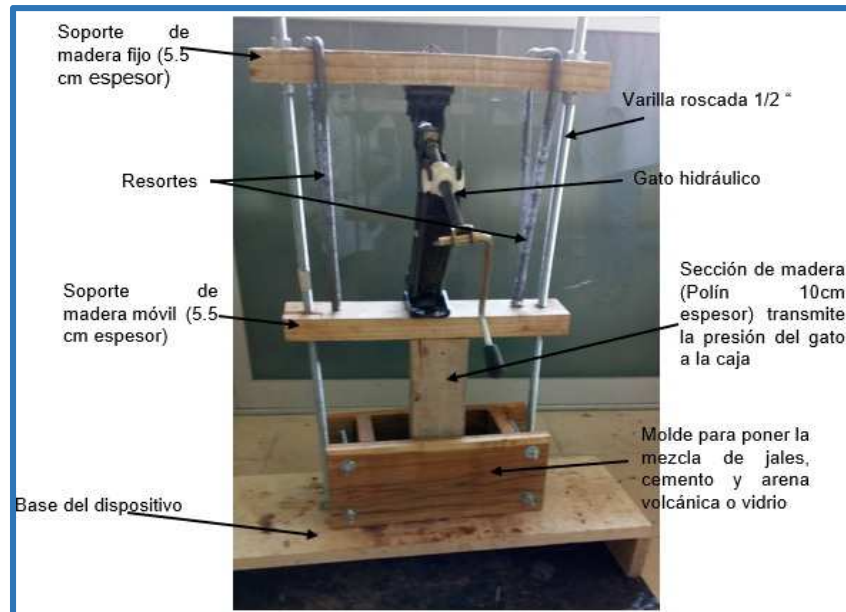 Soporte de
madera fijo (5.5
cm espesor)
Varilla roscada 1/2 “
Resortes
Gato hidráulico
Soporte de
madera móvil (5.5
cm espesor)
Sección de madera
(Polín 10cm
espesor) transmite
la presión del gato
a la caja
Molde para poner la
mezcla de jales,
cemento y arena
volcánica o vidrio
Base del dispositivo